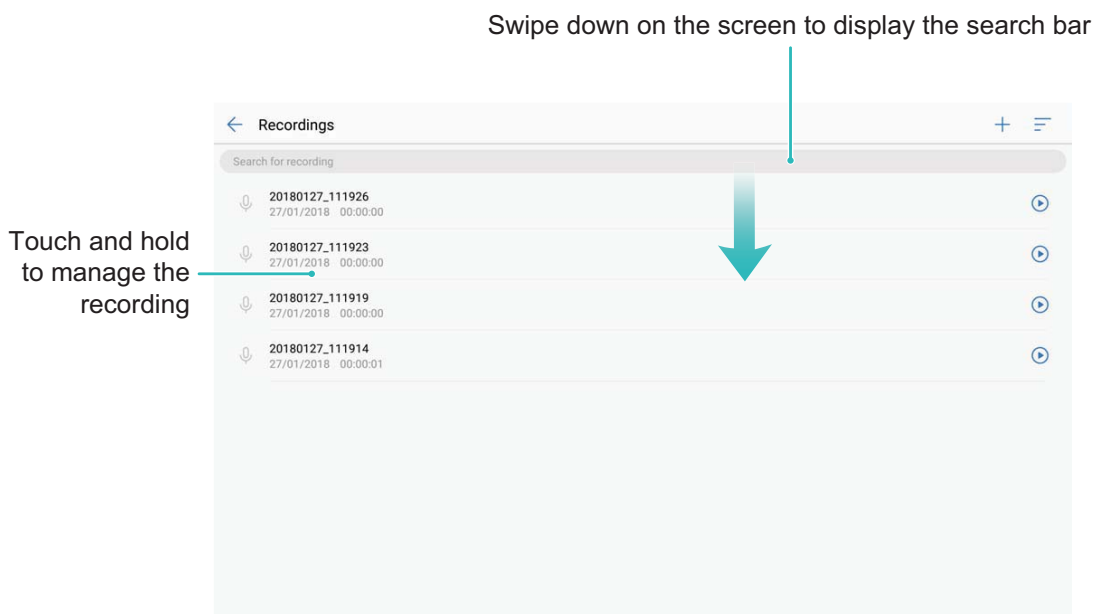 Swipe down on the screen to display the search bar
Recordings
Search for recording
20180127_111926
27/01/2018 00:00:00
20180127_111923
27/01/2018 00:00:00
Touch and hold
to manage the
recording
20180127_111919
27/01/2018 00:00:00
20180127_111914
27/01/2018 00:00:01